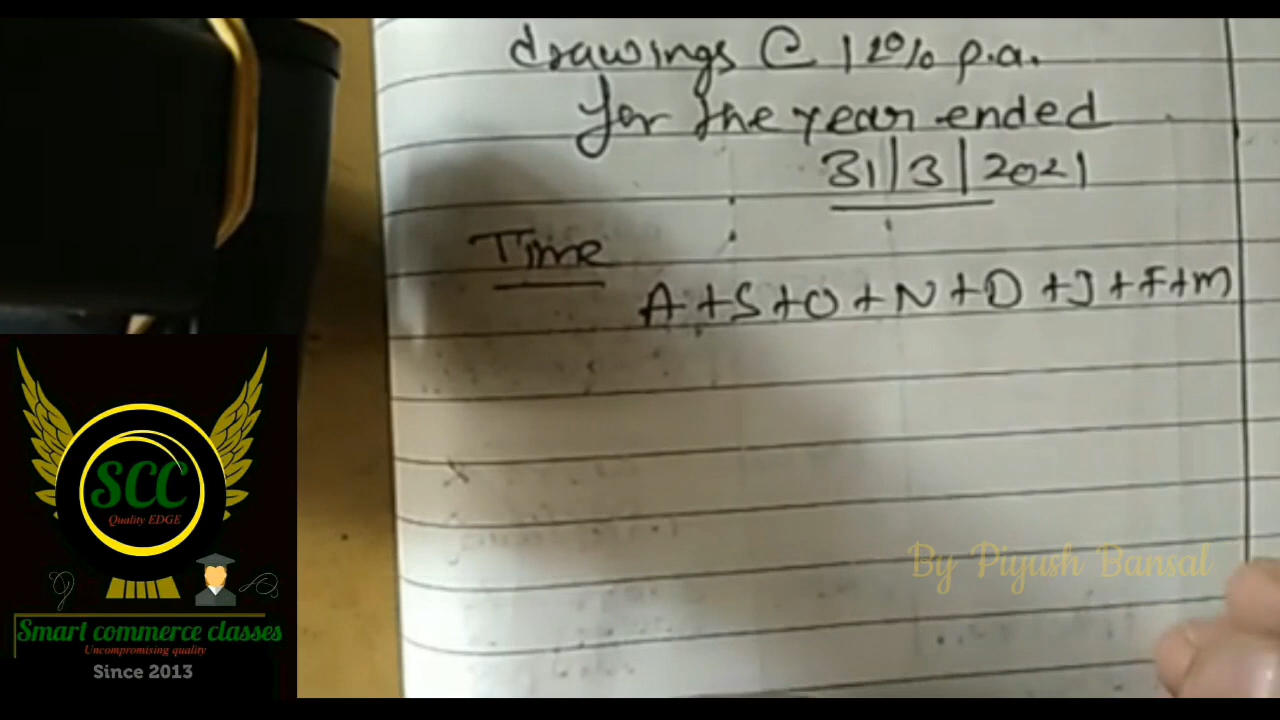 drawings @ 12% p.a.
for the year ended
31/3/2021
Time
A+S+O+N+D+J+F+M
SCC
Quality EDGE
Smart commerce classes
Uncompromising quality
Since 2013
By Piyush Bansal